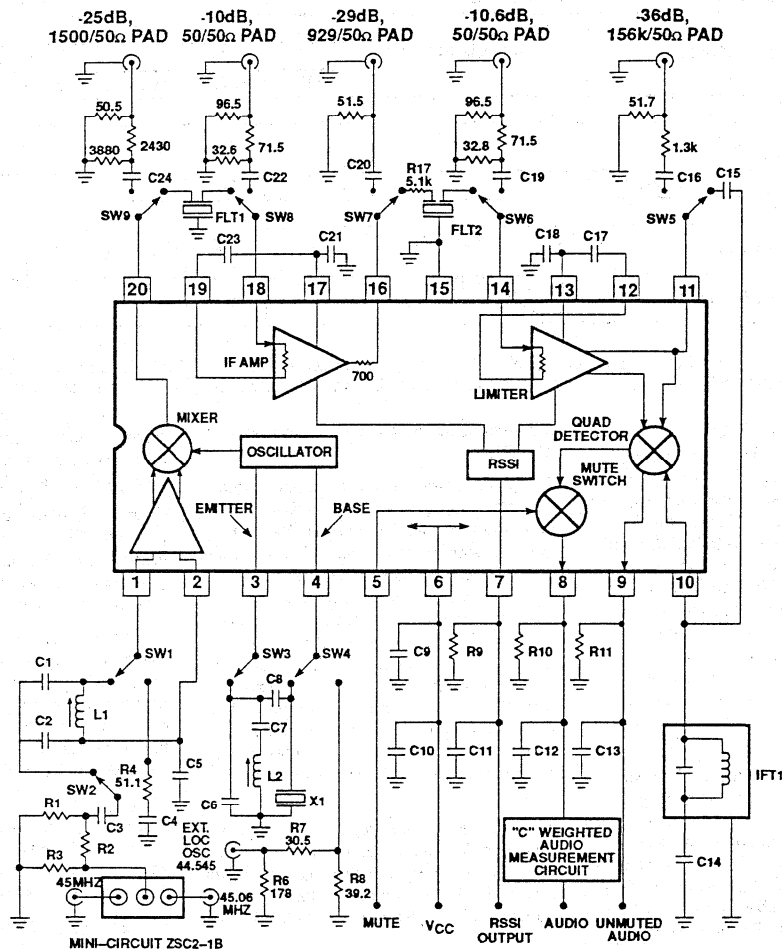 -25dB, -10dB, -29dB, -10.6dB, -36dB,
1500/50Ω PAD 50/50Ω PAD 929/50Ω PAD 50/50Ω PAD 156k/50Ω PAD
50.5 96.5 51.5 96.5 51.7
2430 71.5 71.5 1.3k
3880 32.6 32.8
C24 C22 C20 R17 5.1k C19 C16 C15
SW9 FLT1 SW8 SW7 FLT2 SW6 SW5
C23 C21 C18 C17
20 19 18 17 16 15 14 13 12 11
IF AMP 700 LIMITER
MIXER
OSCILLATOR
RSSI
QUAD
DETECTOR
MUTE
SWITCH
EMITTER BASE
1 2 3 4 5 6 7 8 9 10
SW1 SW3 SW4
C9 R9 R10 R11
C1 L1 C8
C2 C7
C5 L2 C10 C11 C12 C13
SW2 R4
51.1
IFT1
R1 C3 C4 C6 X1
R2 R3
EXT.
LOC
OSC
44.545
R7
30.5
R6
178
R8
39.2
"C" WEIGHTED
AUDIO
MEASUREMENT
CIRCUIT
C14
45MHZ 45.06
MHZ
MUTE VCC RSSI
OUTPUT AUDIO UNMUTED
AUDIO
MINI–CIRCUIT ZSC2–1B